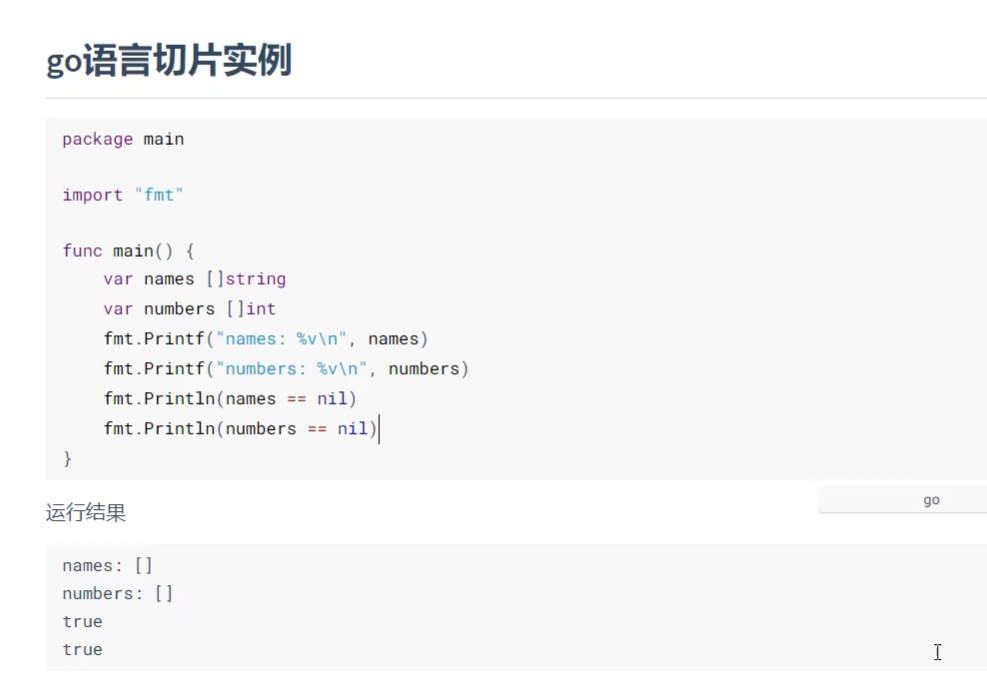 go语言切片实例
package main
import "fmt"
func main() {
    var names []string
    var numbers []int
    fmt.Printf("names: %v\n", names)
    fmt.Printf("numbers: %v\n", numbers)
    fmt.Println(names == nil)
    fmt.Println(numbers == nil)
}
go
运行结果
names: []
numbers: []
true
true